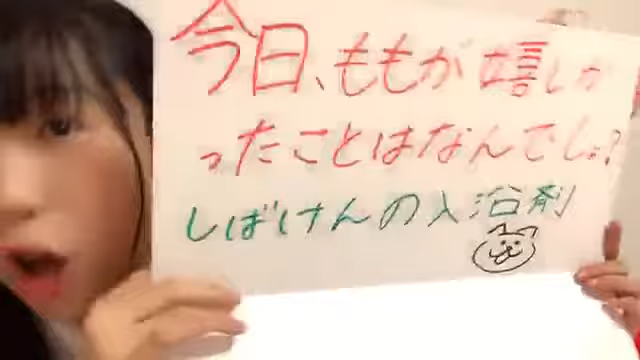 今日、ももが嬉しか
ったことはなんでしょ?
しばけんの入浴剤